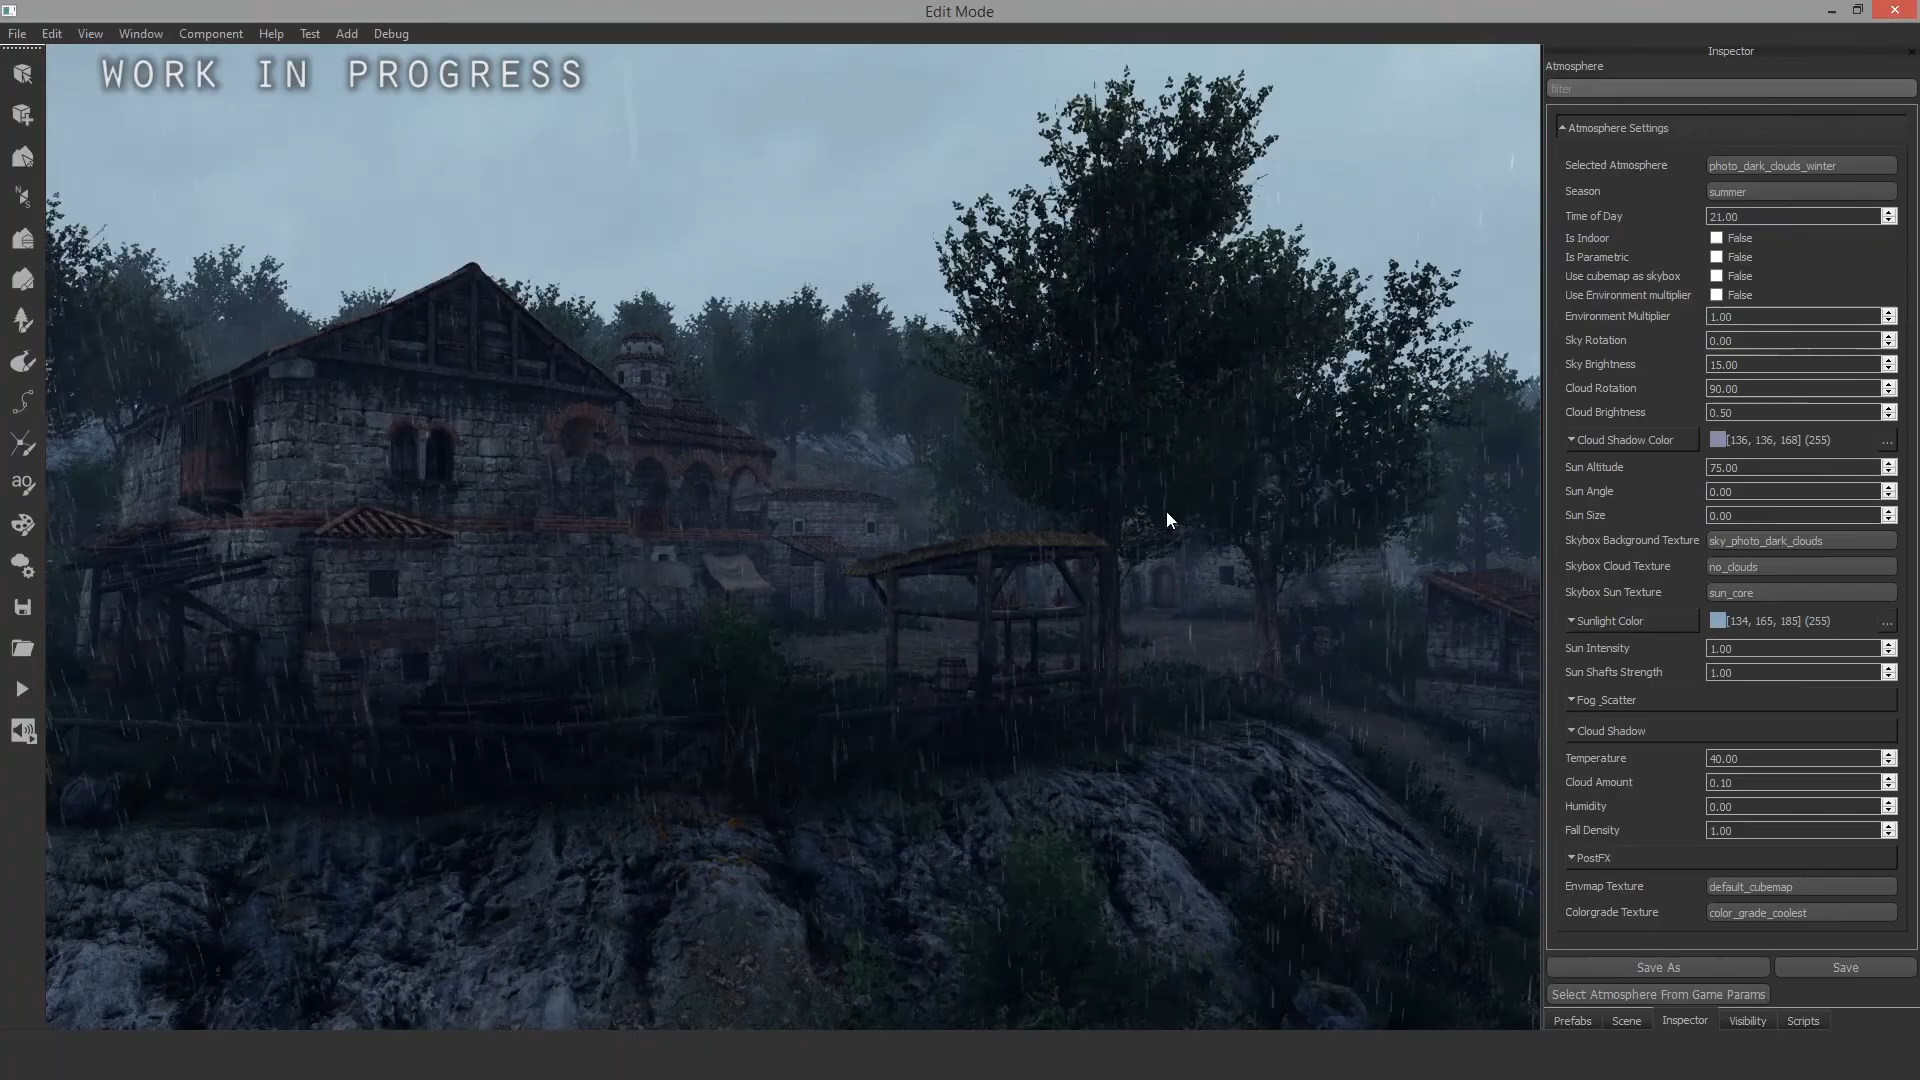 Edit Mode
File Edit View Window Component Help Test Add Debug
WORK IN PROGRESS
N
S
ao
Inspector
Atmosphere
filter
Atmosphere Settings
Selected Atmosphere photo_dark_clouds_winter
Season summer
Time of Day 21.00
Is Indoor False
Is Parametric False
Use cubemap as skybox False
Use Environment multiplier False
Environment Multiplier 1.00
Sky Rotation 0.00
Sky Brightness 15.00
Cloud Rotation 90.00
Cloud Brightness 0.50
Cloud Shadow Color [136, 136, 168] (255) ...
Sun Altitude 75.00
Sun Angle 0.00
Sun Size 0.00
Skybox Background Texture sky_photo_dark_clouds
Skybox Cloud Texture no_clouds
Skybox Sun Texture sun_core
Sunlight Color [134, 165, 185] (255) ...
Sun Intensity 1.00
Sun Shafts Strength 1.00
Fog _Scatter
Cloud Shadow
Temperature 40.00
Cloud Amount 0.10
Humidity 0.00
Fall Density 1.00
PostFX
Envmap Texture default_cubemap
Colorgrade Texture color_grade_coolest
Save As Save
Select Atmosphere From Game Params
Prefabs Scene Inspector Visibility Scripts